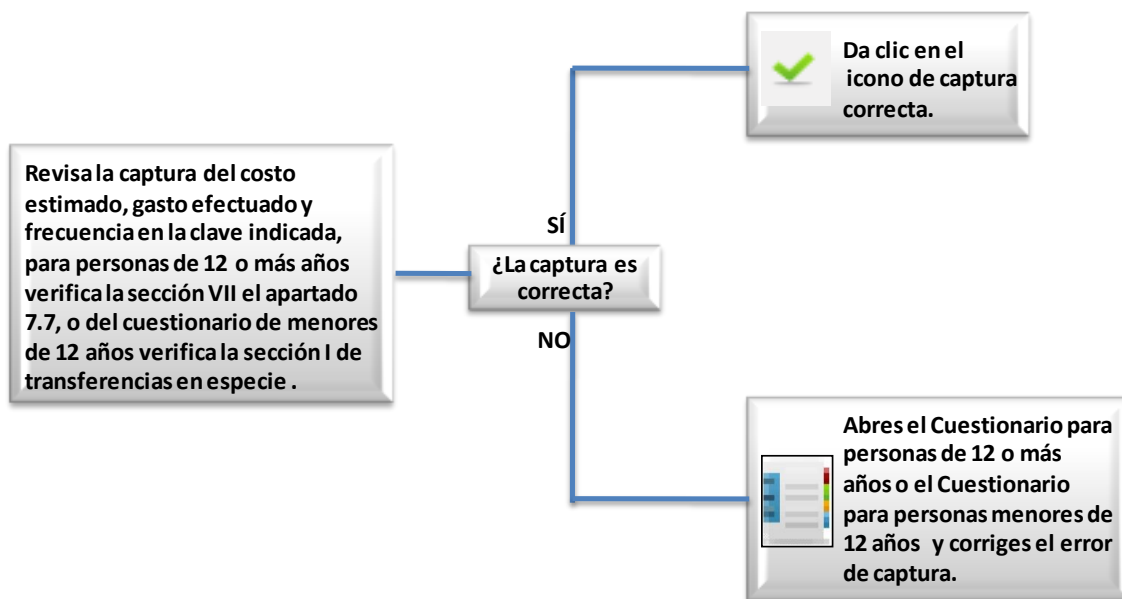 Da clic en el
icono de captura
correcta.
Revisa la captura del costo
estimado, gasto efectuado y
frecuencia en la clave indicada,
para personas de 12 o más años
verifica la sección VII el apartado
7.7, o del cuestionario de menores
de 12 años verifica la sección I de
transferencias en especie .
SÍ
¿La captura es
correcta?
NO
Abres el Cuestionario para
personas de 12 o más
años o el Cuestionario
para personas menores de
12 años y corriges el error
de captura.